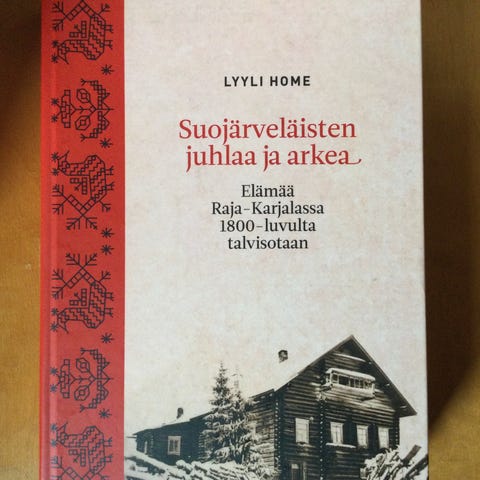 LYYLI HOME
Suojärveläisten
juhlaa ja arkea
Elämää
Raja-Karjalassa
1800-luvulta
talvisotaan